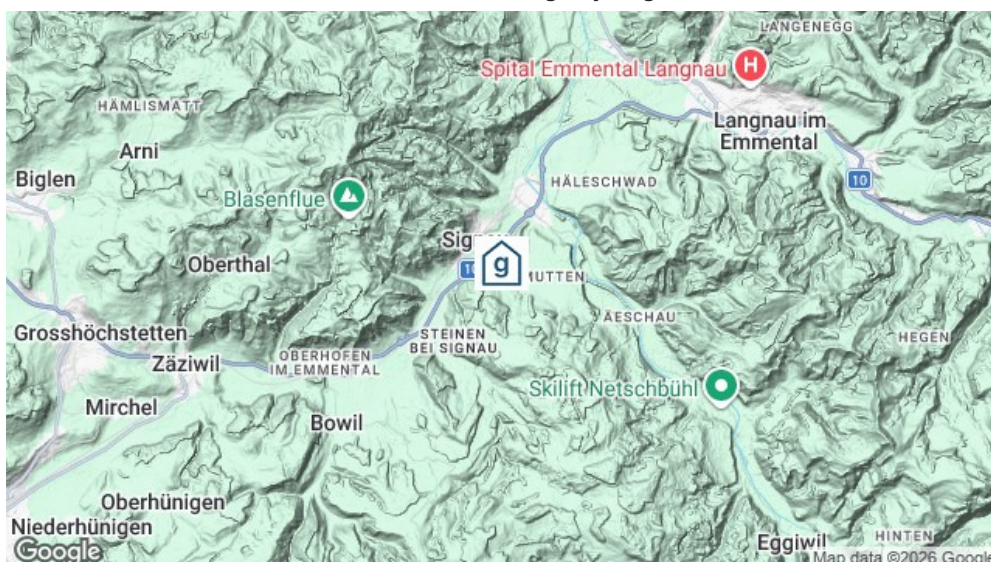 LANGENEGG
Spital Emmental Langnau
H
HÄMLISMATT
Langnau im
Emmental
Arni
Biglen
10
HÄLESCHWAD
Blasenflue
g
Oberthal
ÄESCHAU
Grosshöchstetten
STEINEN
BEI SIGNAU
HEGEN
OBERHOFEN
IM EMMENTAL
Zäziwil
Skilift Netschbühl
Mirchel
Bowil
Oberhünigen
Niederhünigen
Eggiwil
HINTEN
Google
Map data ©2026 Google